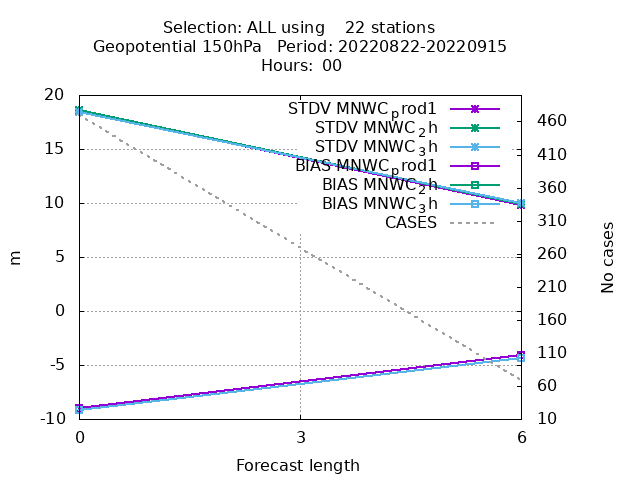 Selection: ALL using    22 stations
Geopotential 150hPa   Period: 20220822-20220915
Hours: 00
STDV MNWC_prod1
STDV MNWC_2h
STDV MNWC_3h
BIAS MNWC_prod1
BIAS MNWC_2h
BIAS MNWC_3h
CASES
20
15
10
5
0
-5
-10
m
460
410
360
310
260
210
160
110
60
10
No cases
0 3 6
Forecast length